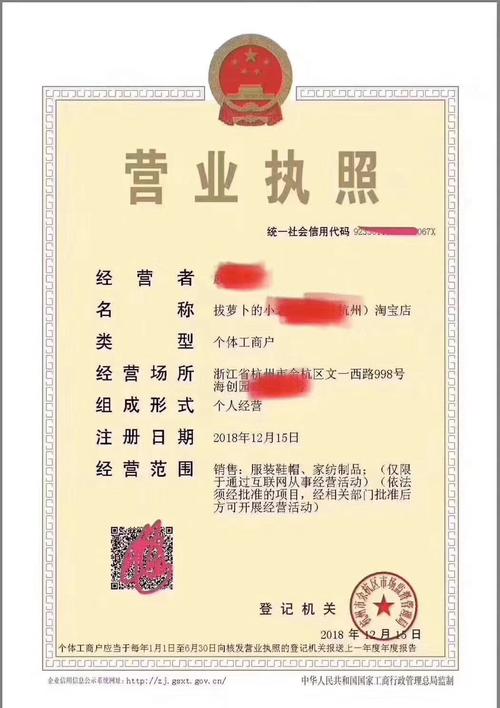 营业执照
统一社会信用代码 92330 067X
经营者
名称 拔萝卜的小 杭州）淘宝店
类型 个体工商户
经营场所 浙江省杭州市余杭区文一西路998号
海创园
组成形式 个人经营
注册日期 2018年12月15日
经营范围 销售：服装鞋帽、家纺制品；（仅限
于通过互联网从事经营活动）（依法
须经批准的项目，经相关部门批准后
方可开展经营活动）
登记机关
杭州市余杭区市场监督管理局
2018 年 12 月 15 日
个体工商户应当于每年1月1日至6月30日向核发营业执照的登记机关报送上一年度年度报告
企业信用信息公示系统网址：http://zj.gsxt.gov.cn/ 中华人民共和国国家工商行政管理总局监制